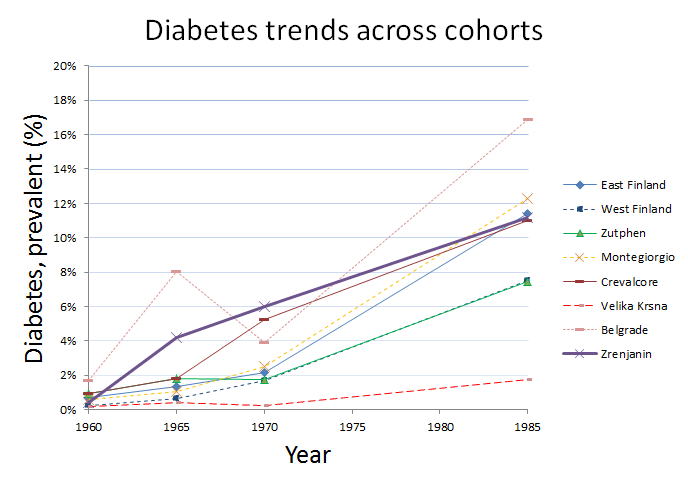 Diabetes trends across cohorts
Diabetes, prevalent (%)
20%
18%
16%
14%
12%
10%
8%
6%
4%
2%
0%
1960
1965
1970
1975
1980
1985
Year
East Finland
West Finland
Zutphen
Montegiorgio
Crevalcore
Velika Krsna
Belgrade
Zrenjanin